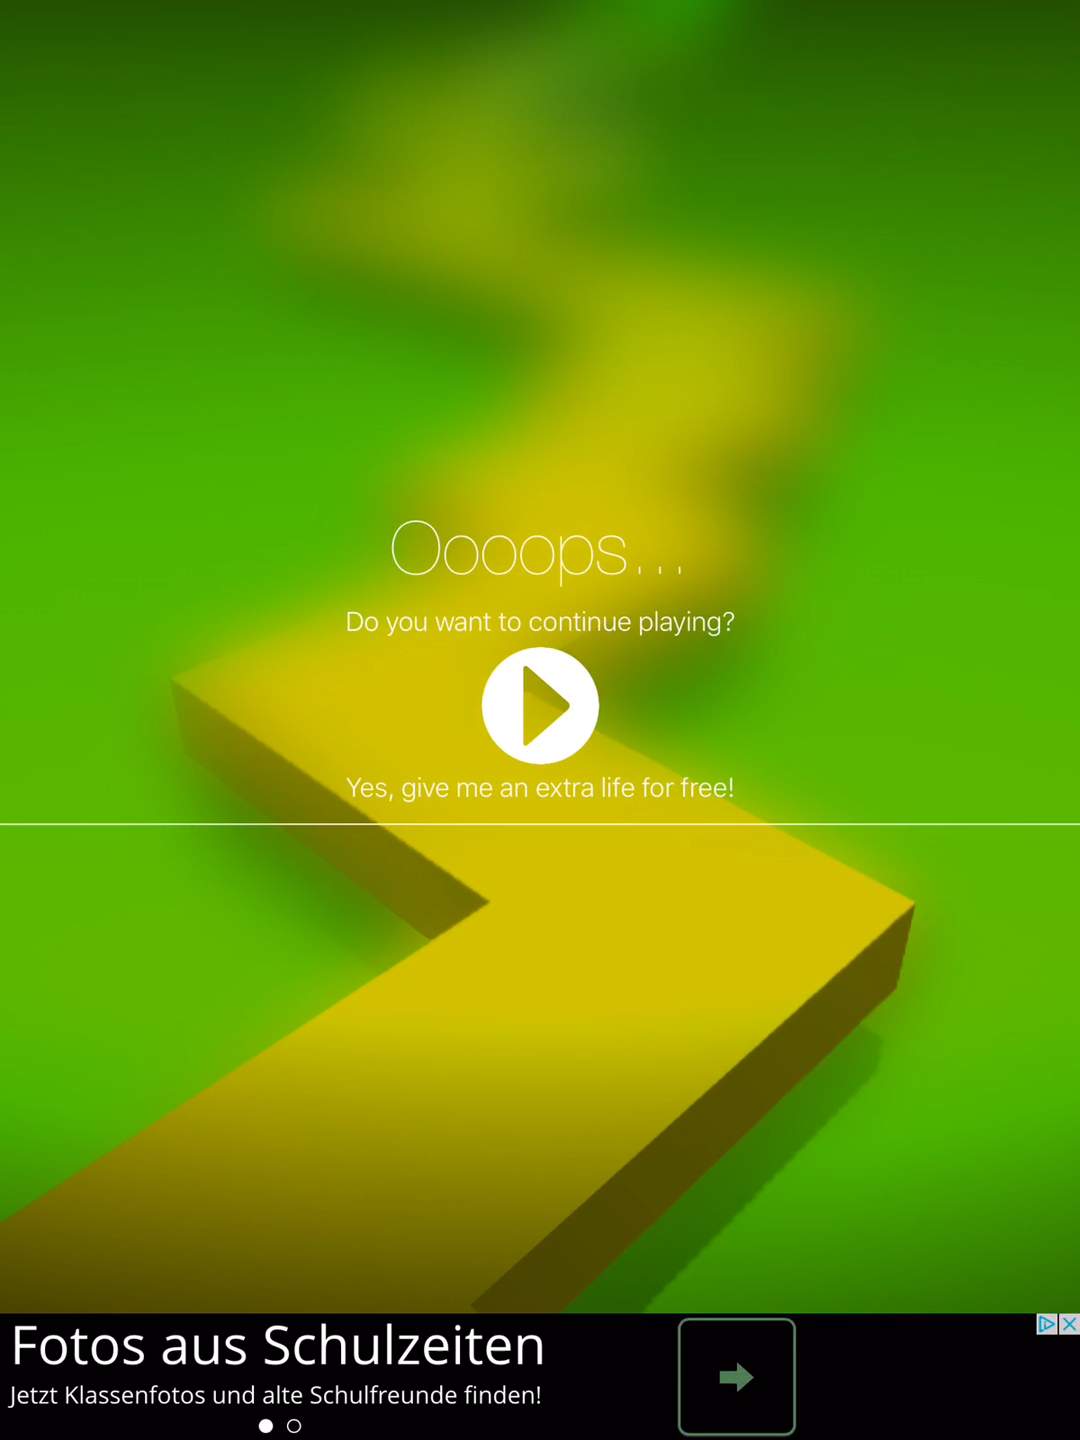 Oooops...
Do you want to continue playing?
Yes, give me an extra life for free!
Fotos aus Schulzeiten
Jetzt Klassenfotos und alte Schulfreunde finden!